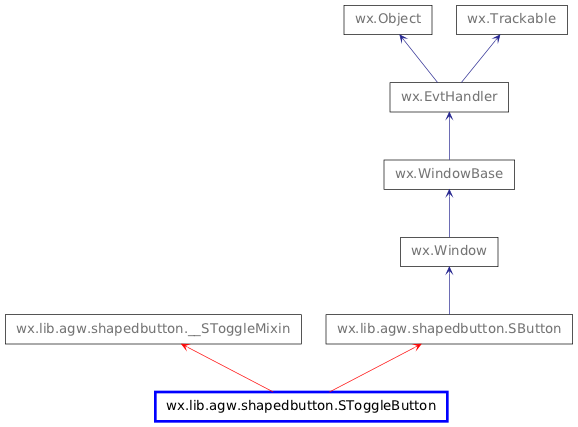 wx.Object
wx.Trackable
wx.EvtHandler
wx.WindowBase
wx.Window
wx.lib.agw.shapedbutton.__SToggleMixin
wx.lib.agw.shapedbutton.SButton
wx.lib.agw.shapedbutton.SToggleButton